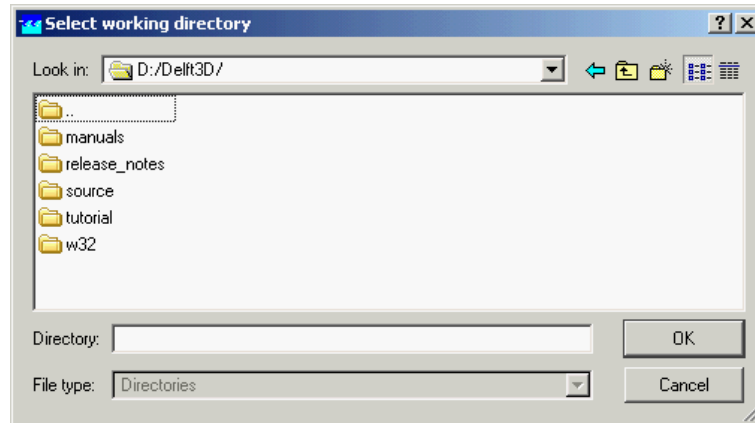 Select working directory
Look in: D:/Delft3D/
..
manuals
release_notes
source
tutorial
w32
Directory: OK
File type: Directories Cancel